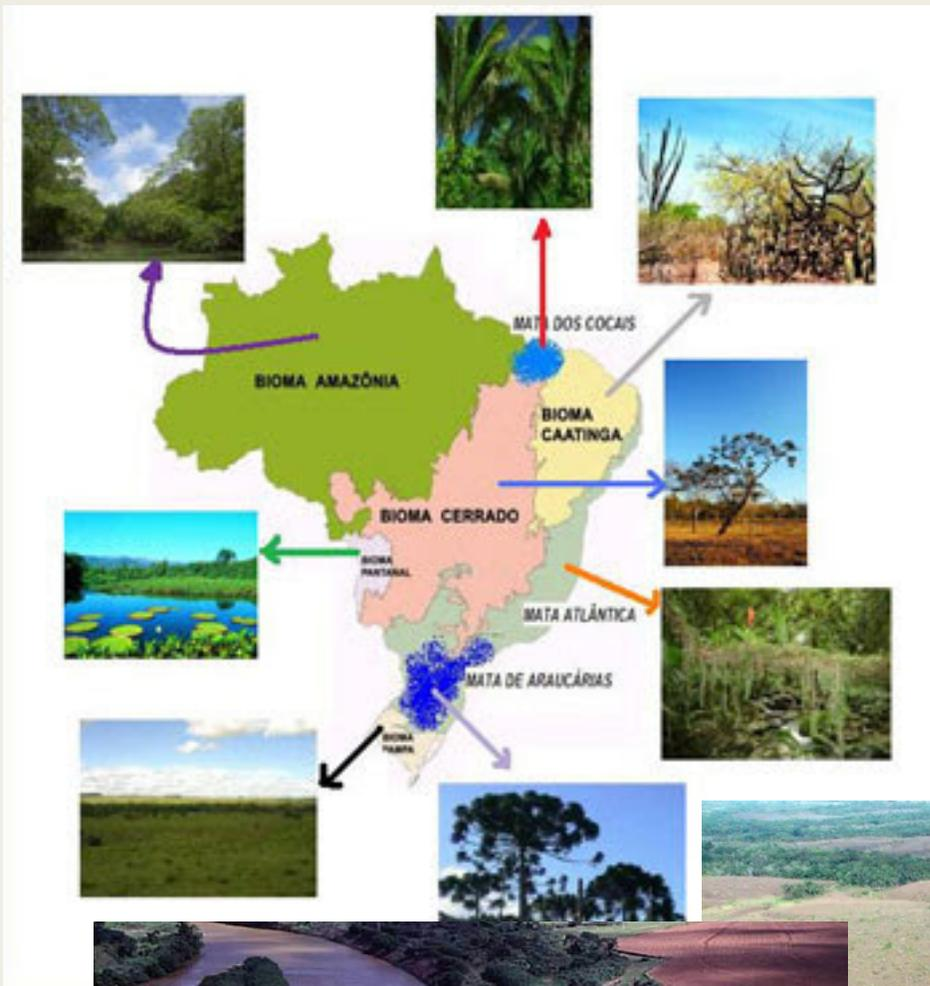 MATA DOS COCAIS
BIOMA AMAZÔNIA
BIOMA
CAATINGA
BIOMA CERRADO
BIOMA
PANTANAL
MATA ATLÂNTICA
MATA DE ARAUCÁRIAS
BIOMA
PAMPA